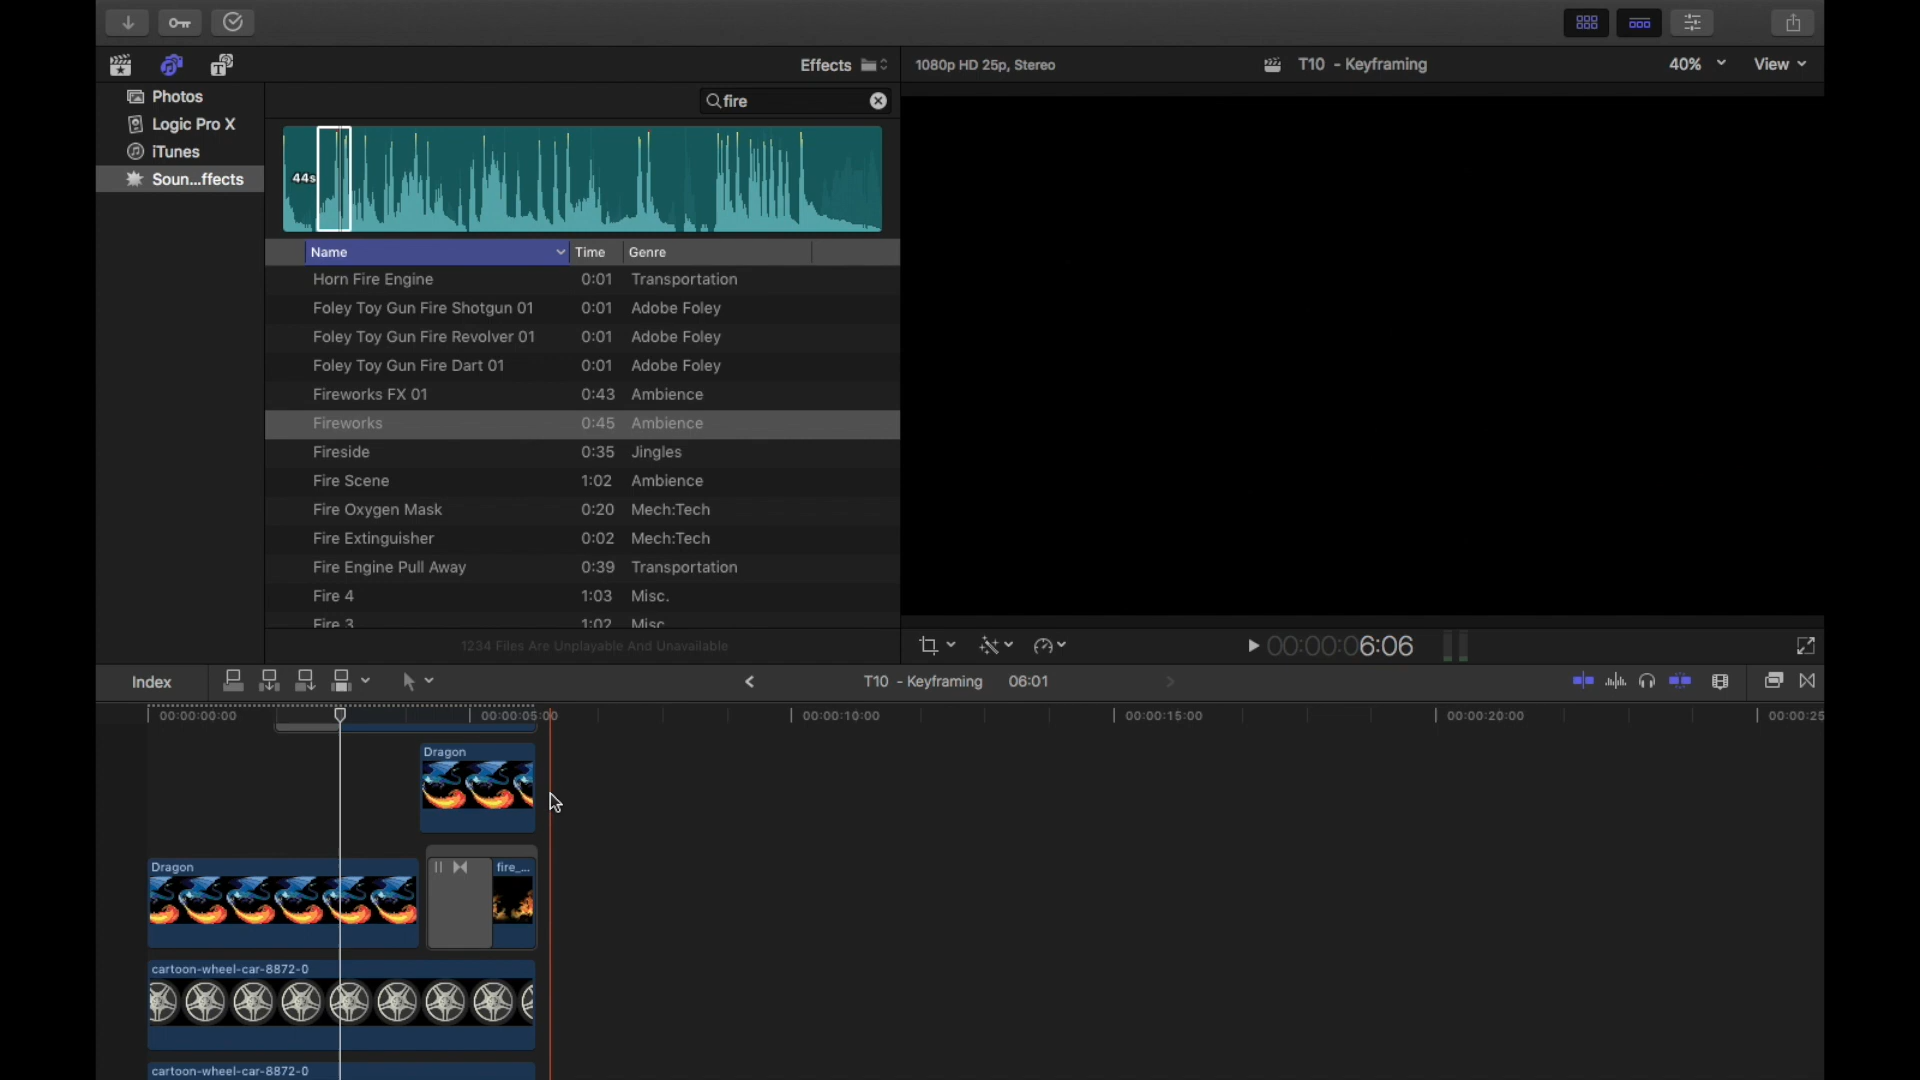 Effects
1080p HD 25p, Stereo
T10 - Keyframing
40%
View
Photos
Logic Pro X
iTunes
Soun...ffects
fire
44s
Name Time Genre
Horn Fire Engine 0:01 Transportation
Foley Toy Gun Fire Shotgun 01 0:01 Adobe Foley
Foley Toy Gun Fire Revolver 01 0:01 Adobe Foley
Foley Toy Gun Fire Dart 01 0:01 Adobe Foley
Fireworks FX 01 0:43 Ambience
Fireworks 0:45 Ambience
Fireside 0:35 Jingles
Fire Scene 1:02 Ambience
Fire Oxygen Mask 0:20 Mech:Tech
Fire Extinguisher 0:02 Mech:Tech
Fire Engine Pull Away 0:39 Transportation
Fire 4 1:03 Misc.
Fire 3 1:02 Misc.
1234 Files Are Unplayable And Unavailable
00:00:06:06
Index
T10 - Keyframing 06:01
00:00:00:00 00:00:05:00 00:00:10:00 00:00:15:00 00:00:20:00 00:00:25
Dragon
Dragon
fire_...
cartoon-wheel-car-8872-0
cartoon-wheel-car-8872-0